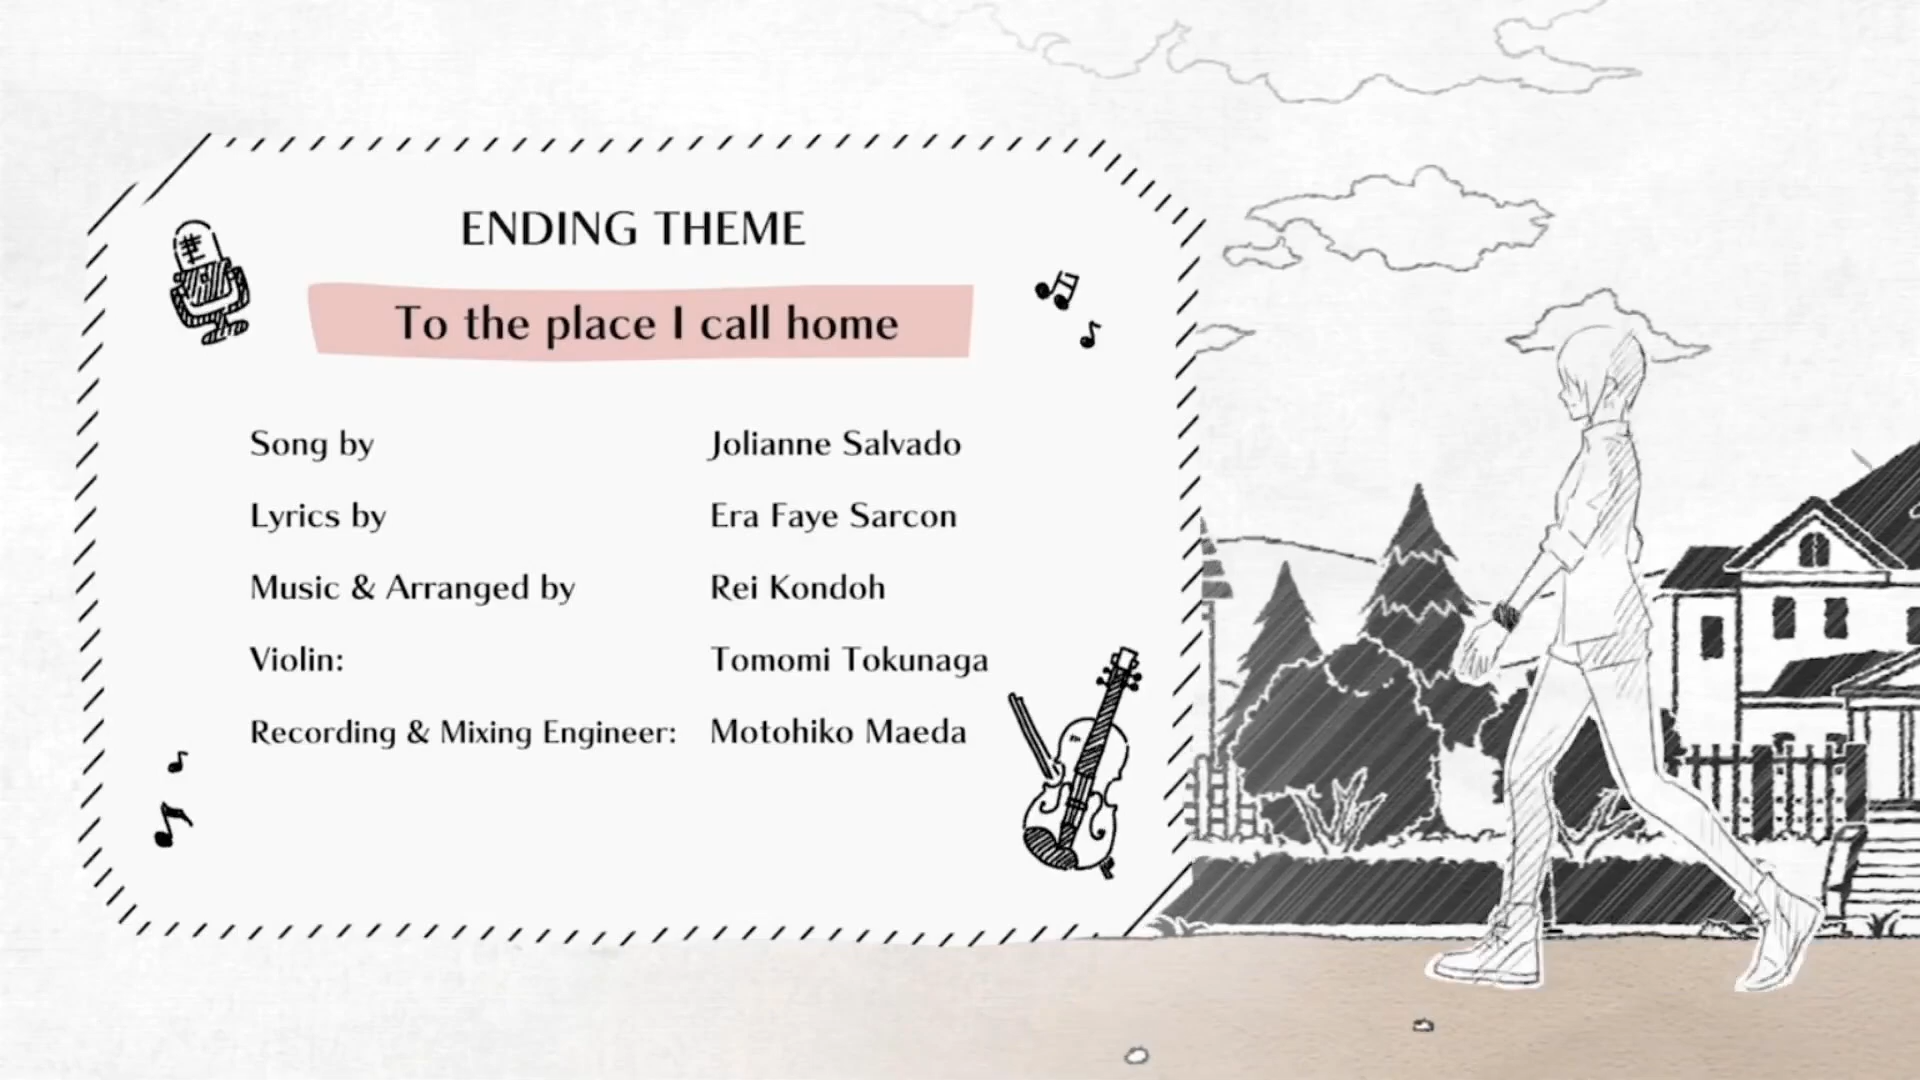 ENDING THEME
To the place I call home
Song by Jolianne Salvado
Lyrics by Era Faye Sarcon
Music & Arranged by Rei Kondoh
Violin: Tomomi Tokunaga
Recording & Mixing Engineer: Motohiko Maeda